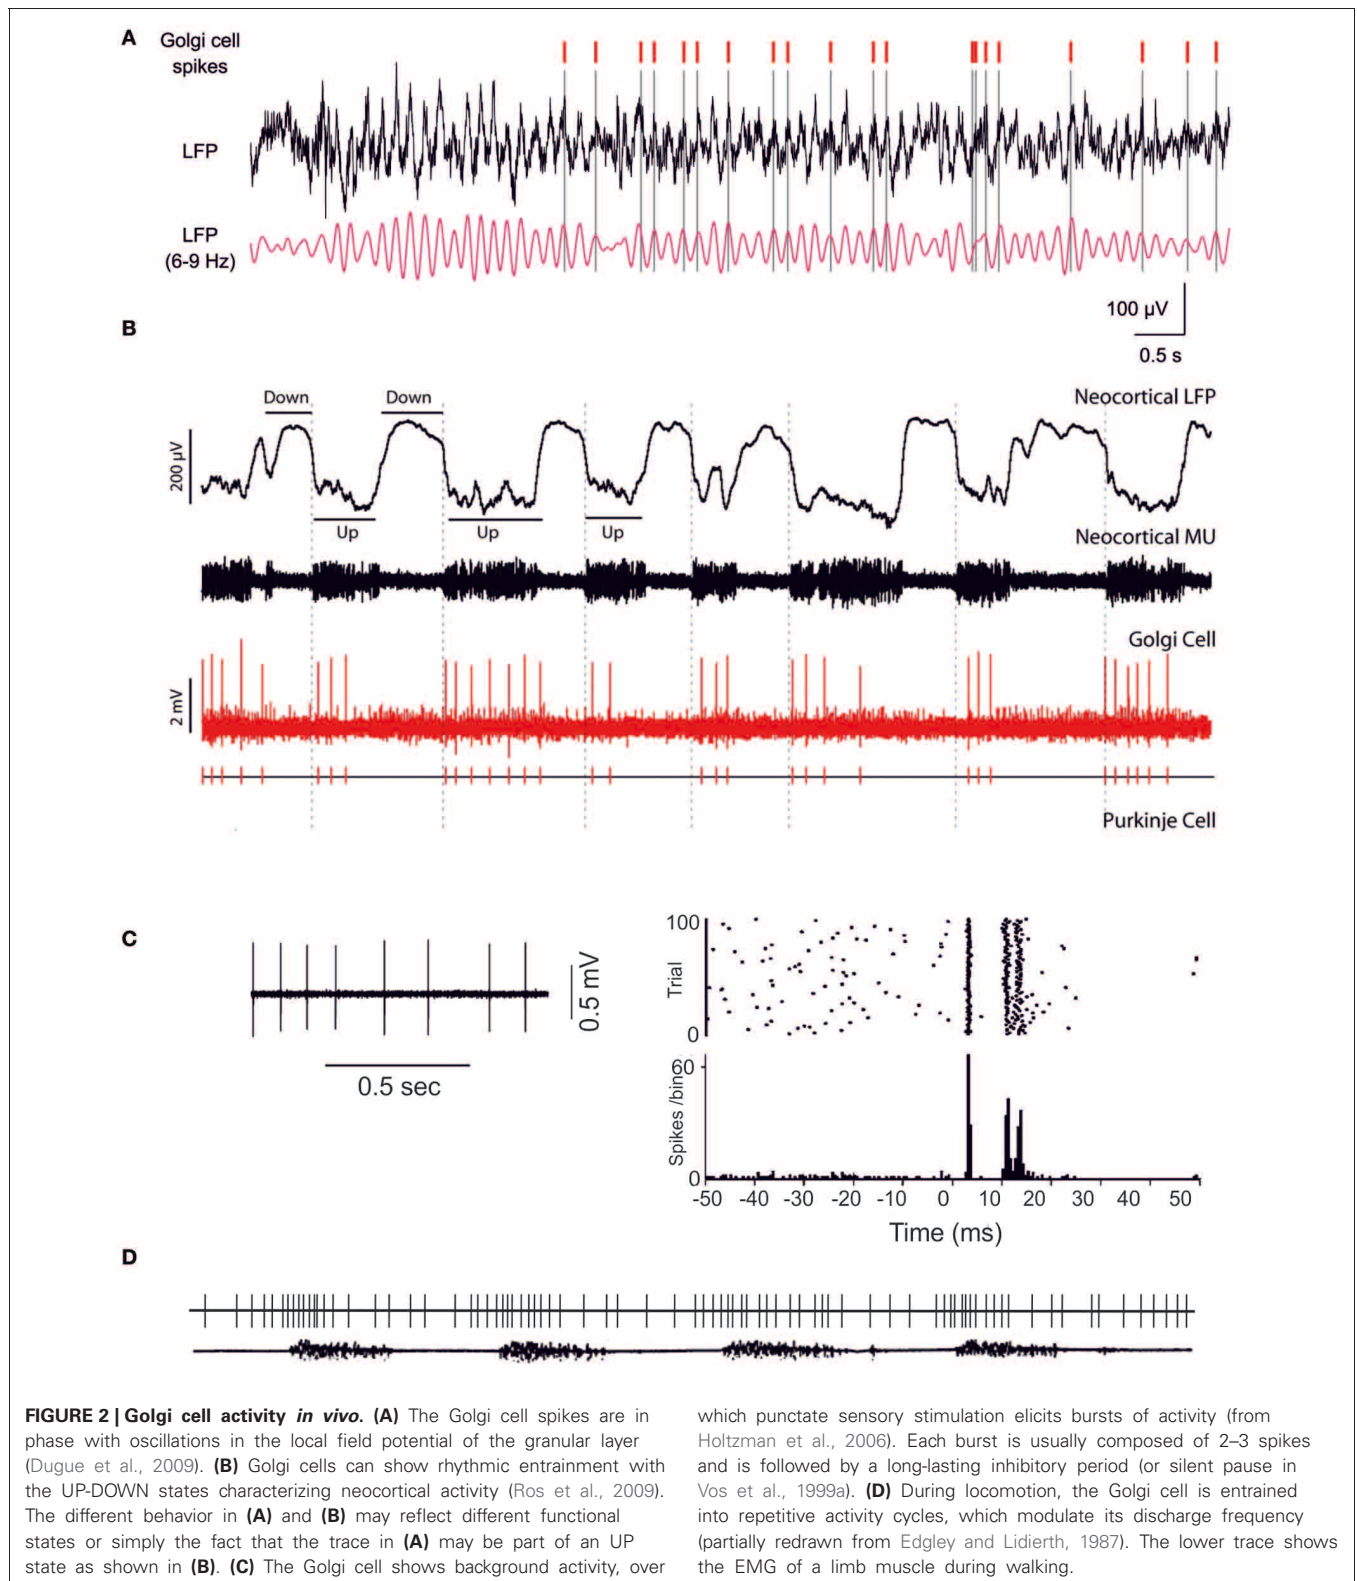 A
Golgi cell
spikes
LFP
LFP
(6-9 Hz)
100 µV
0.5 s
B
Neocortical LFP
Down
Down
200 µV
Up
Up
Up
Neocortical MU
Golgi Cell
2 mV
Purkinje Cell
C
0.5 mV
0.5 sec
100
Trial
0
60
Spikes /bin
0
-50 -40 -30 -20 -10 0 10 20 30 40 50
Time (ms)
D
FIGURE 2 | Golgi cell activity in vivo. (A) The Golgi cell spikes are in
phase with oscillations in the local field potential of the granular layer
(Dugue et al., 2009). (B) Golgi cells can show rhythmic entrainment with
the UP-DOWN states characterizing neocortical activity (Ros et al., 2009).
The different behavior in (A) and (B) may reflect different functional
states or simply the fact that the trace in (A) may be part of an UP
state as shown in (B). (C) The Golgi cell shows background activity, over
which punctate sensory stimulation elicits bursts of activity (from
Holtzman et al., 2006). Each burst is usually composed of 2–3 spikes
and is followed by a long-lasting inhibitory period (or silent pause in
Vos et al., 1999a). (D) During locomotion, the Golgi cell is entrained
into repetitive activity cycles, which modulate its discharge frequency
(partially redrawn from Edgley and Lidierth, 1987). The lower trace shows
the EMG of a limb muscle during walking.